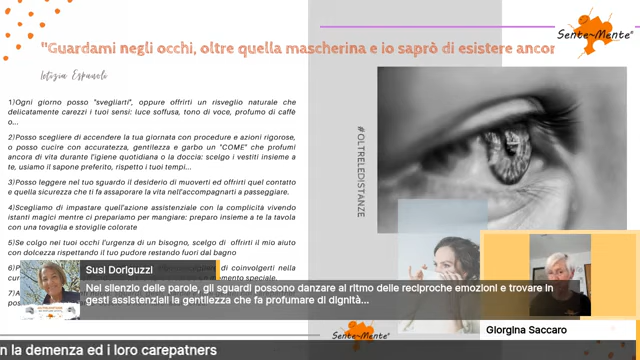 "Guardami negli occhi, oltre quella mascherina e io saprò di esistere ancor
Sente-Mente®
Letizia Espanoli
1)Ogni giorno posso "svegliarti", oppure offrirti un risveglio naturale che
delicatamente carezzi i tuoi sensi: luce soffusa, tono di voce, profumo di caffè
o...
2)Posso scegliere di accendere la tua giornata con procedure e azioni rigorose,
o posso cucire con accuratezza, gentilezza e garbo un "COME" che profumi
ancora di vita durante l'igiene quotidiana o la doccia: scelgo i vestiti insieme a
te, usiamo il sapone preferito, rispetto i tuoi tempi...
3)Posso leggere nel tuo sguardo il desiderio di muoverti ed offrirti quel contatto
e quella sicurezza che ti fa assaporare la vita nell'accompagnarti a passeggiare.
4)Scegliamo di impastare quell'azione assistenziale con la complicità vivendo
istanti magici mentre ci prepariamo per mangiare: preparo insieme a te la tavola
con una tovaglia e stoviglie colorate
5)Se colgo nei tuoi occhi l'urgenza di un bisogno, scelgo di offrirti il mio aiuto
con dolcezza rispettando il tuo pudore restando fuori dal bagno
di coinvolgerti nella
momento speciale.
#OLTRELEDISTANZE
Susi Doriguzzi
Nel silenzio delle parole, gli sguardi possono danzare al ritmo delle reciproche emozioni e trovare in
gesti assistenziali la gentilezza che fa profumare di dignità...
Giorgina Saccaro
Sente-Mente®
n la demenza ed i loro carepatners